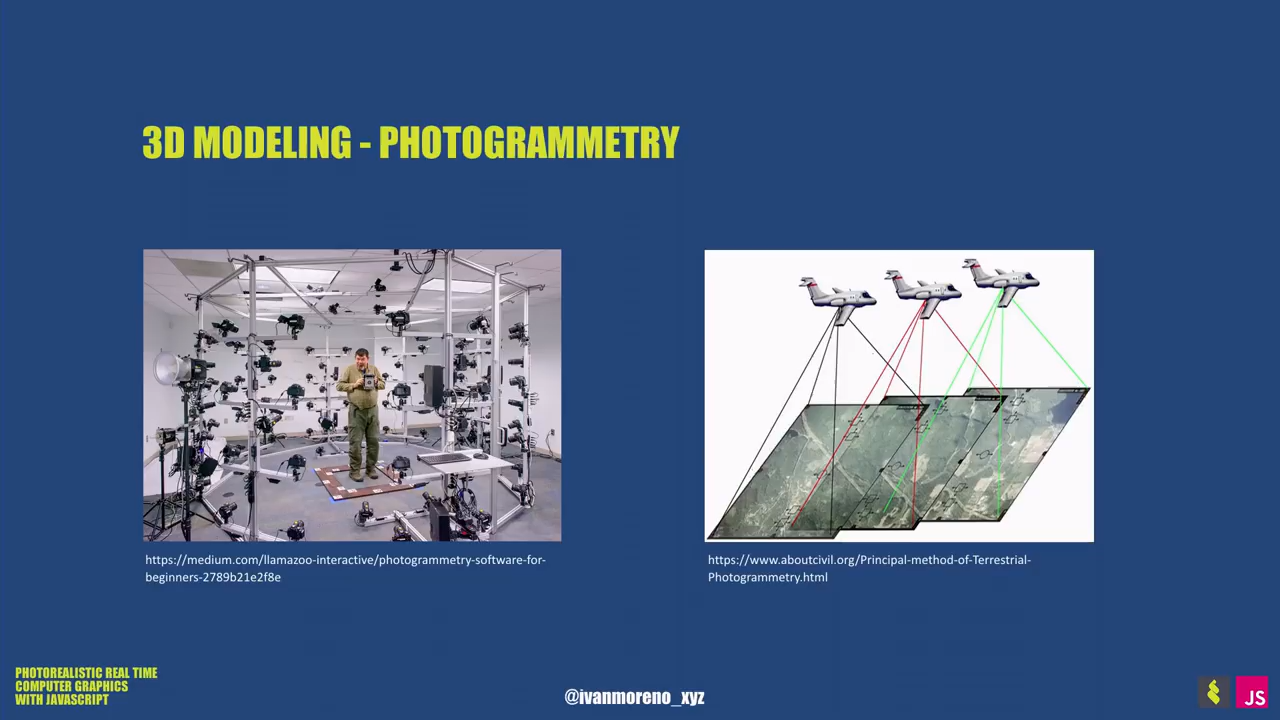 3D MODELING - PHOTOGRAMMETRY
https://medium.com/llamazoo-interactive/photogrammetry-software-for-
beginners-2789b21e2f8e
https://www.aboutcivil.org/Principal-method-of-Terrestrial-
Photogrammetry.html
PHOTOREALISTIC REAL TIME
COMPUTER GRAPHICS
WITH JAVASCRIPT
@ivanmoreno_xyz
JS